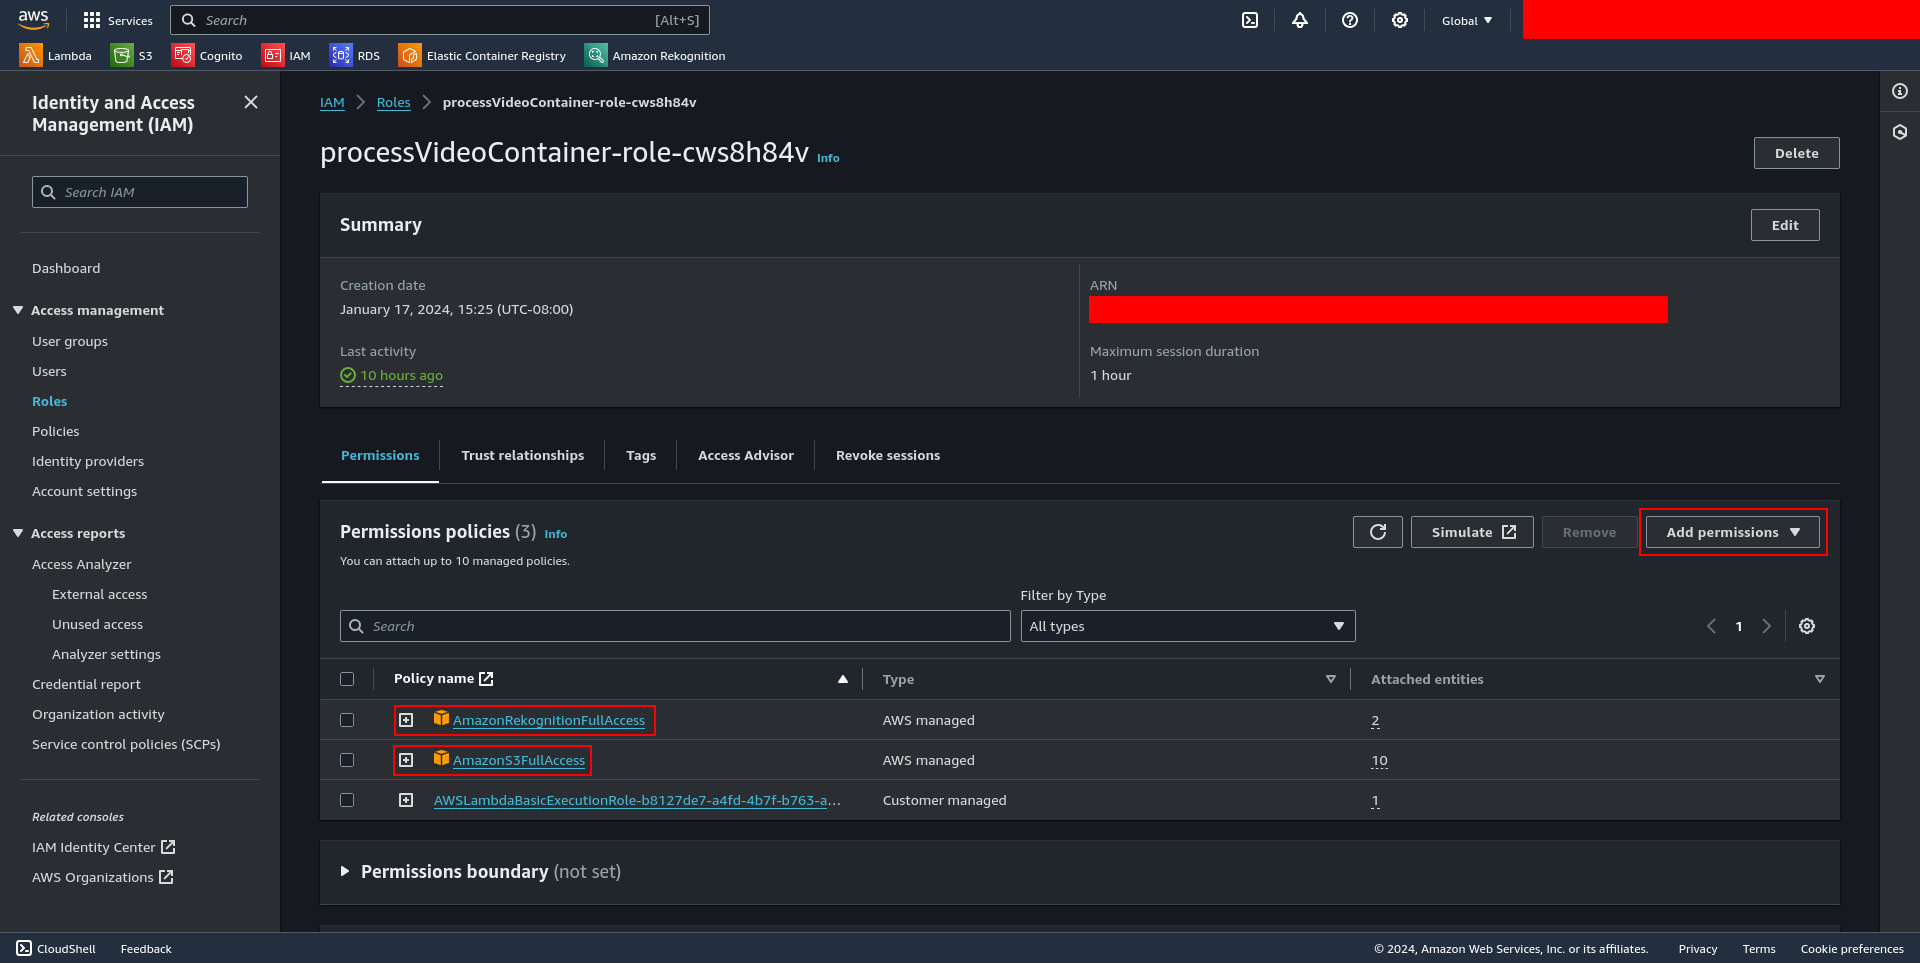 aws
Services
Search
[Alt+S]
Global
Lambda
S3
Cognito
IAM
RDS
Elastic Container Registry
Amazon Rekognition
Identity and Access
Management (IAM)
Search IAM
Dashboard
Access management
User groups
Users
Roles
Policies
Identity providers
Account settings
Access reports
Access Analyzer
External access
Unused access
Analyzer settings
Credential report
Organization activity
Service control policies (SCPs)
Related consoles
IAM Identity Center
AWS Organizations
IAM
Roles
processVideoContainer-role-cws8h84v
processVideoContainer-role-cws8h84v Info
Delete
Summary
Edit
Creation date
January 17, 2024, 15:25 (UTC-08:00)
ARN
Last activity
10 hours ago
Maximum session duration
1 hour
Permissions
Trust relationships
Tags
Access Advisor
Revoke sessions
Permissions policies (3) Info
You can attach up to 10 managed policies.
Simulate
Remove
Add permissions
Filter by Type
Search
All types
1
Policy name
Type
Attached entities
AmazonRekognitionFullAccess
AWS managed
2
AmazonS3FullAccess
AWS managed
10
AWSLambdaBasicExecutionRole-b8127de7-a4fd-4b7f-b763-a...
Customer managed
1
Permissions boundary (not set)
CloudShell
Feedback
© 2024, Amazon Web Services, Inc. or its affiliates.
Privacy
Terms
Cookie preferences